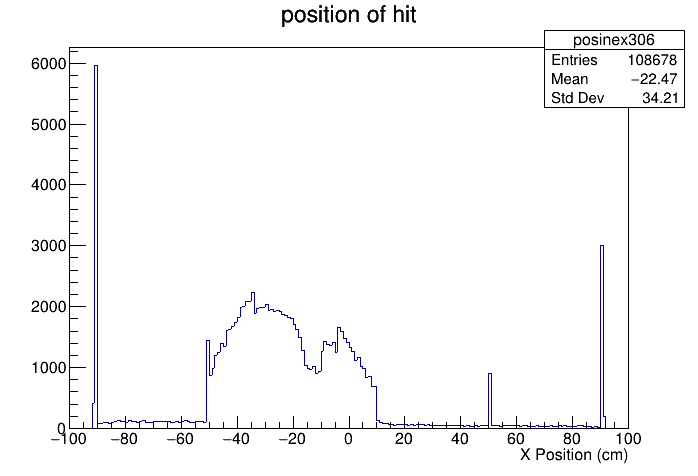 position of hit
posinex306
Entries 108678
Mean −22.47
Std Dev 34.21
6000
5000
4000
3000
2000
1000
0
−100 −80 −60 −40 −20 0 20 40 60 80 100
X Position (cm)